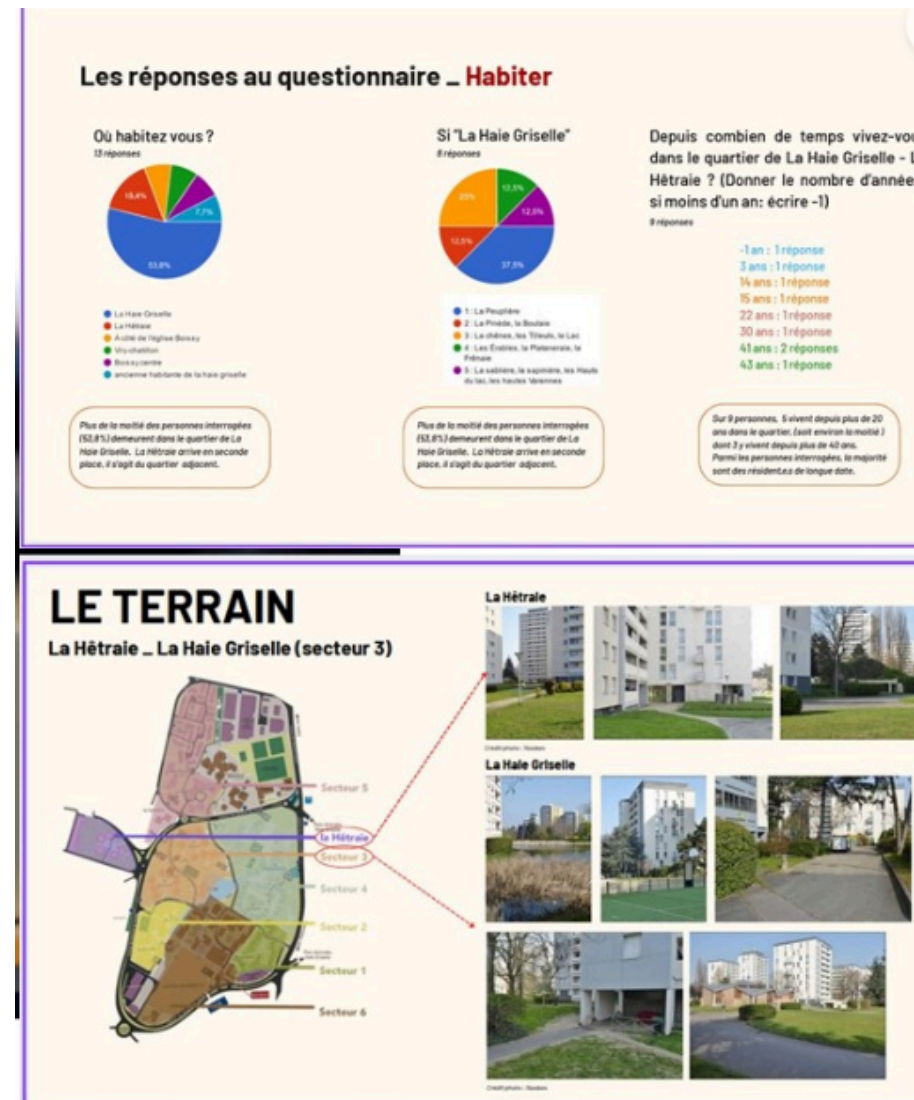 Les réponses au questionnaire _ Habiter
Où habitez vous ?
13 réponses
15,4%
7,7%
53,8%
La Haie Griselle
La Hêtraie
A côté de l'église Boissy
Viry-chatillon
Boissy centre
ancienne habitante de la haie griselle
Plus de la moitié des personnes interrogées
(53,8%) demeurent dans le quartier de La
Haie Griselle. La Hêtraie arrive en seconde
place, il s'agit du quartier adjacent.
Si "La Haie Griselle"
8 réponses
25%
12,5%
12,5%
12,5%
37,5%
1 : La Peuplière
2 : La Pinède, la Boulaie
3 : La chênaie, les Tilleuls, le Lac
4 : Les Érables, la Plataneraie, la
Frênaie
5 : La sablière, la sapinière, les Hauts
du lac, les hautes Varennes
Plus de la moitié des personnes interrogées
(53,8%) demeurent dans le quartier de La
Haie Griselle. La Hêtraie arrive en seconde
place, il s'agit du quartier adjacent.
Depuis combien de temps vivez-vou
dans le quartier de La Haie Griselle - L
Hêtraie ? (Donner le nombre d'année
si moins d'un an: écrire -1)
9 réponses
-1 an : 1 réponse
3 ans : 1 réponse
14 ans : 1 réponse
15 ans : 1 réponse
22 ans : 1 réponse
30 ans : 1 réponse
41 ans : 2 réponses
43 ans : 1 réponse
Sur 9 personnes, 5 vivent depuis plus de 20
ans dans le quartier, (soit environ la moitié )
dont 3 y vivent depuis plus de 40 ans.
Parmi les personnes interrogées, la majorité
sont des résident.e.s de longue date.
LE TERRAIN
La Hêtraie _ La Haie Griselle (secteur 3)
Secteur 5
la Hêtraie
Secteur 3
Secteur 4
Secteur 2
Secteur 1
Secteur 6
La Hêtraie
Crédit photo :
La Haie Griselle
Crédit photo :